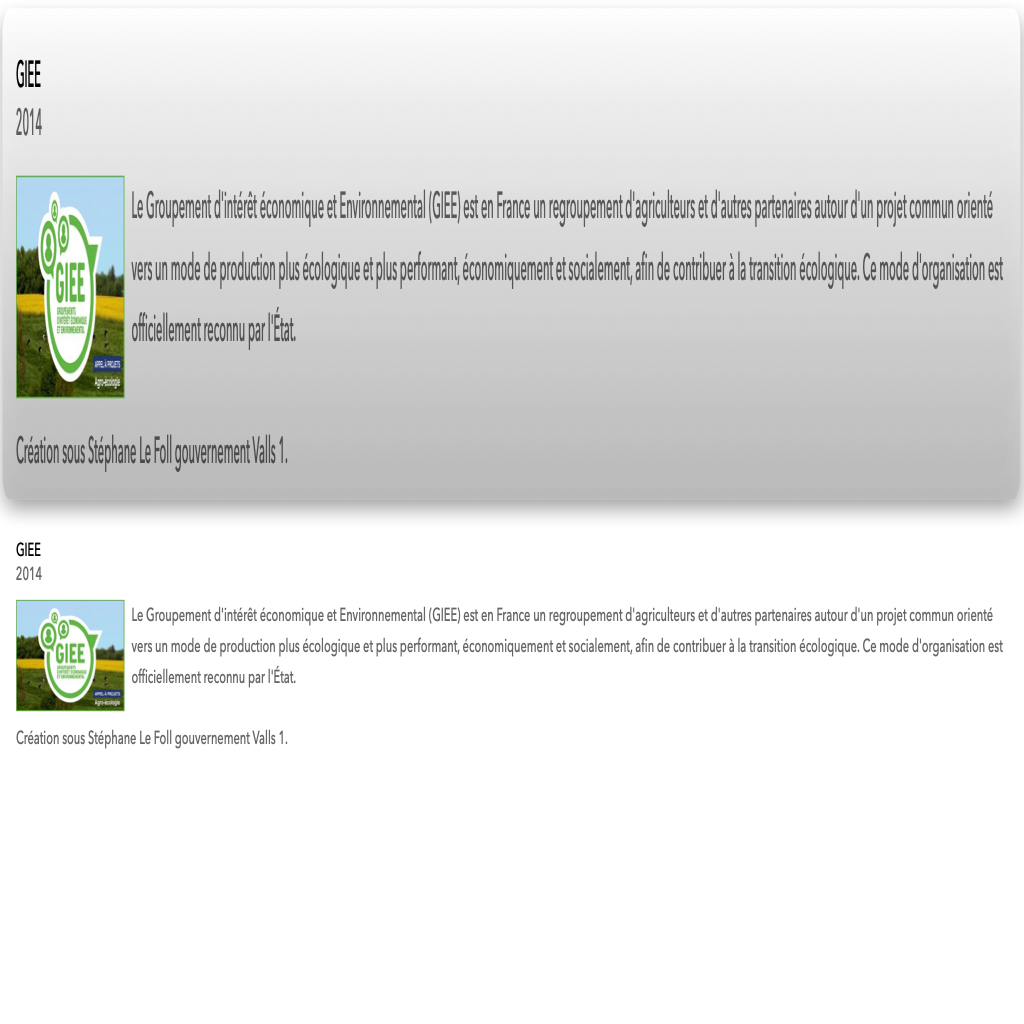 GIEE
2014
GIEE
GROUPEMENTS
D'INTÉRÊT ÉCONOMIQUE
ET ENVIRONNEMENTAL
APPEL À PROJETS
Agro-écologie
Le Groupement d'intérêt économique et Environnemental (GIEE) est en France un regroupement d'agriculteurs et d'autres partenaires autour d'un projet commun orienté
vers un mode de production plus écologique et plus performant, économiquement et socialement, afin de contribuer à la transition écologique. Ce mode d'organisation est
officiellement reconnu par l'État.
Création sous Stéphane Le Foll gouvernement Valls 1.
GIEE
2014
GIEE
GROUPEMENTS
D'INTÉRÊT ÉCONOMIQUE
ET ENVIRONNEMENTAL
APPEL À PROJETS
Agro-écologie
Le Groupement d'intérêt économique et Environnemental (GIEE) est en France un regroupement d'agriculteurs et d'autres partenaires autour d'un projet commun orienté
vers un mode de production plus écologique et plus performant, économiquement et socialement, afin de contribuer à la transition écologique. Ce mode d'organisation est
officiellement reconnu par l'État.
Création sous Stéphane Le Foll gouvernement Valls 1.